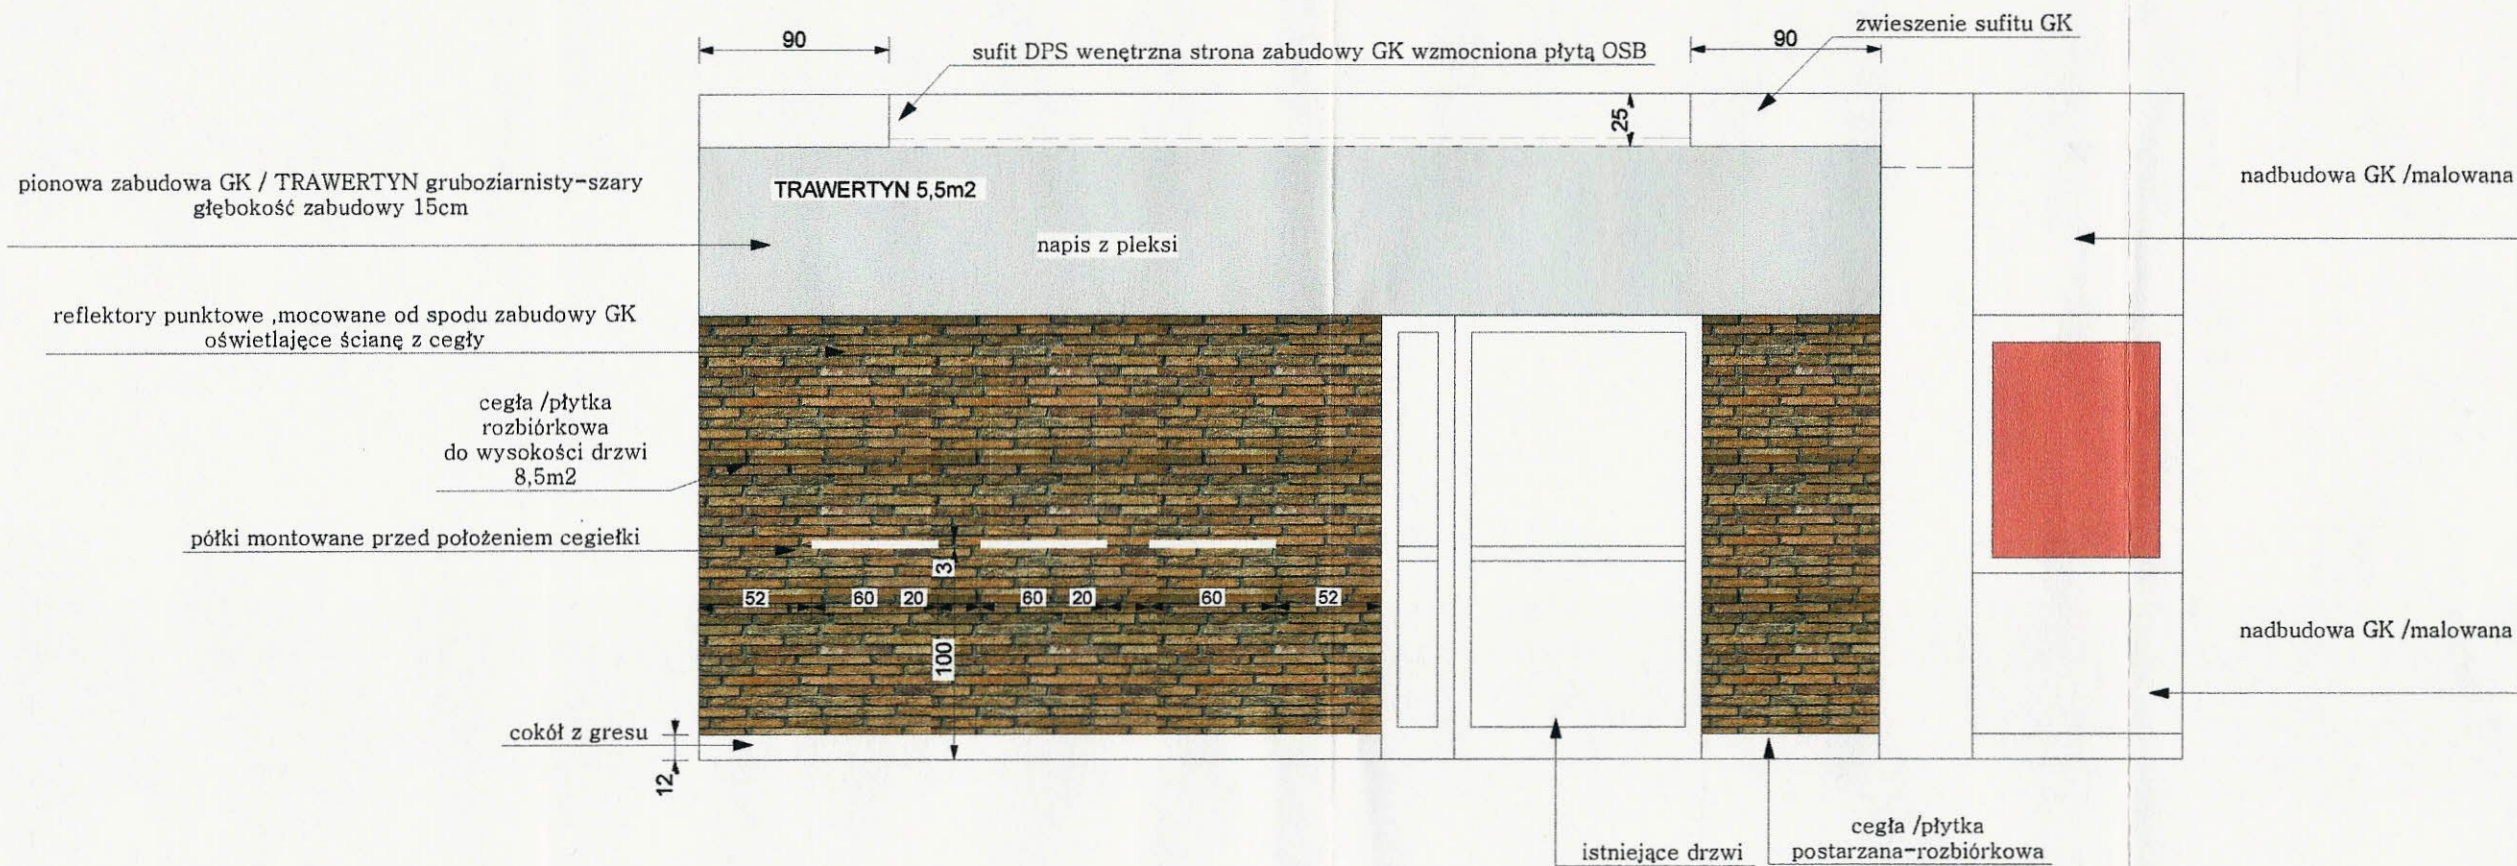 zwieszenie sufitu GK
90
90
sufit DPS wenętrzna strona zabudowy GK wzmocniona płytą OSB
25
pionowa zabudowa GK / TRAWERTYN gruboziarnisty-szary
głębokość zabudowy 15cm
TRAWERTYN 5,5m2
nadbudowa GK /malowana
napis z pleksi
reflektory punktowe ,mocowane od spodu zabudowy GK
oświetlajęce ścianę z cegły
cegła /płytka
rozbiórkowa
do wysokości drzwi
8,5m2
półki montowane przed położeniem cegiełki
3
52 60 20 60 20 60 52
100
nadbudowa GK /malowana
cokół z gresu
12
istniejące drzwi
cegła /płytka
postarzana-rozbiórkowa